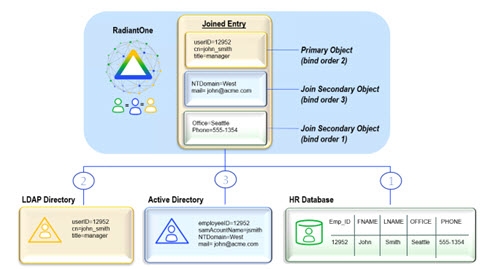 RadiantOne
Joined Entry
userID=12952
cn=john_smith
title=manager
Primary Object
(bind order 2)
NTDomain=West
mail= john@acme.com
Join Secondary Object
(bind order 3)
Office=Seattle
Phone=555-1354
Join Secondary Object
(bind order 1)
2
3
1
LDAP Directory
Active Directory
HR Database
userID=12952
cn=john_smith
title=manager
employeeID=12952
samAcountName=jsmith
NTDomain=West
mail= john@acme.com
Emp_ID FNAME LNAME OFFICE PHONE
12952 John Smith Seattle 555-1354